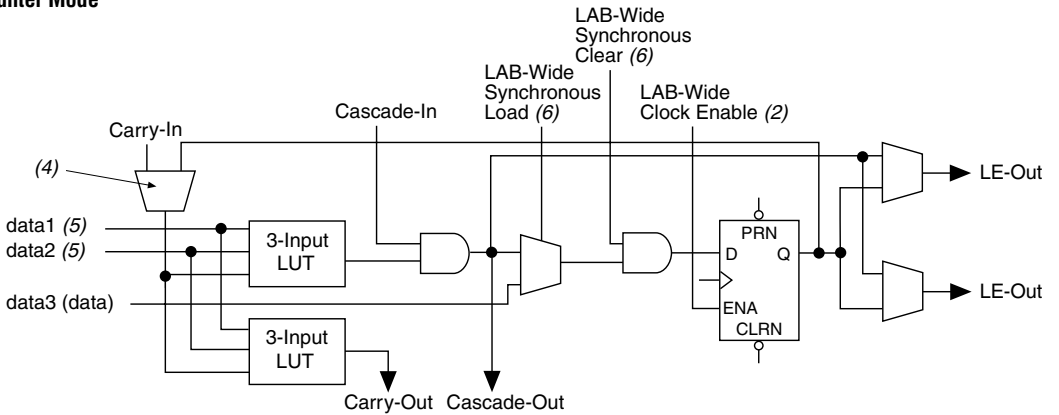 LAB-Wide
Synchronous
Clear (6)
LAB-Wide
Synchronous
Load (6)
LAB-Wide
Clock Enable (2)
Cascade-In
Carry-In
(4)
LE-Out
data1 (5)
data2 (5)
3-Input
LUT
PRN
D
Q
data3 (data)
ENA
CLRN
LE-Out
3-Input
LUT
Carry-Out
Cascade-Out